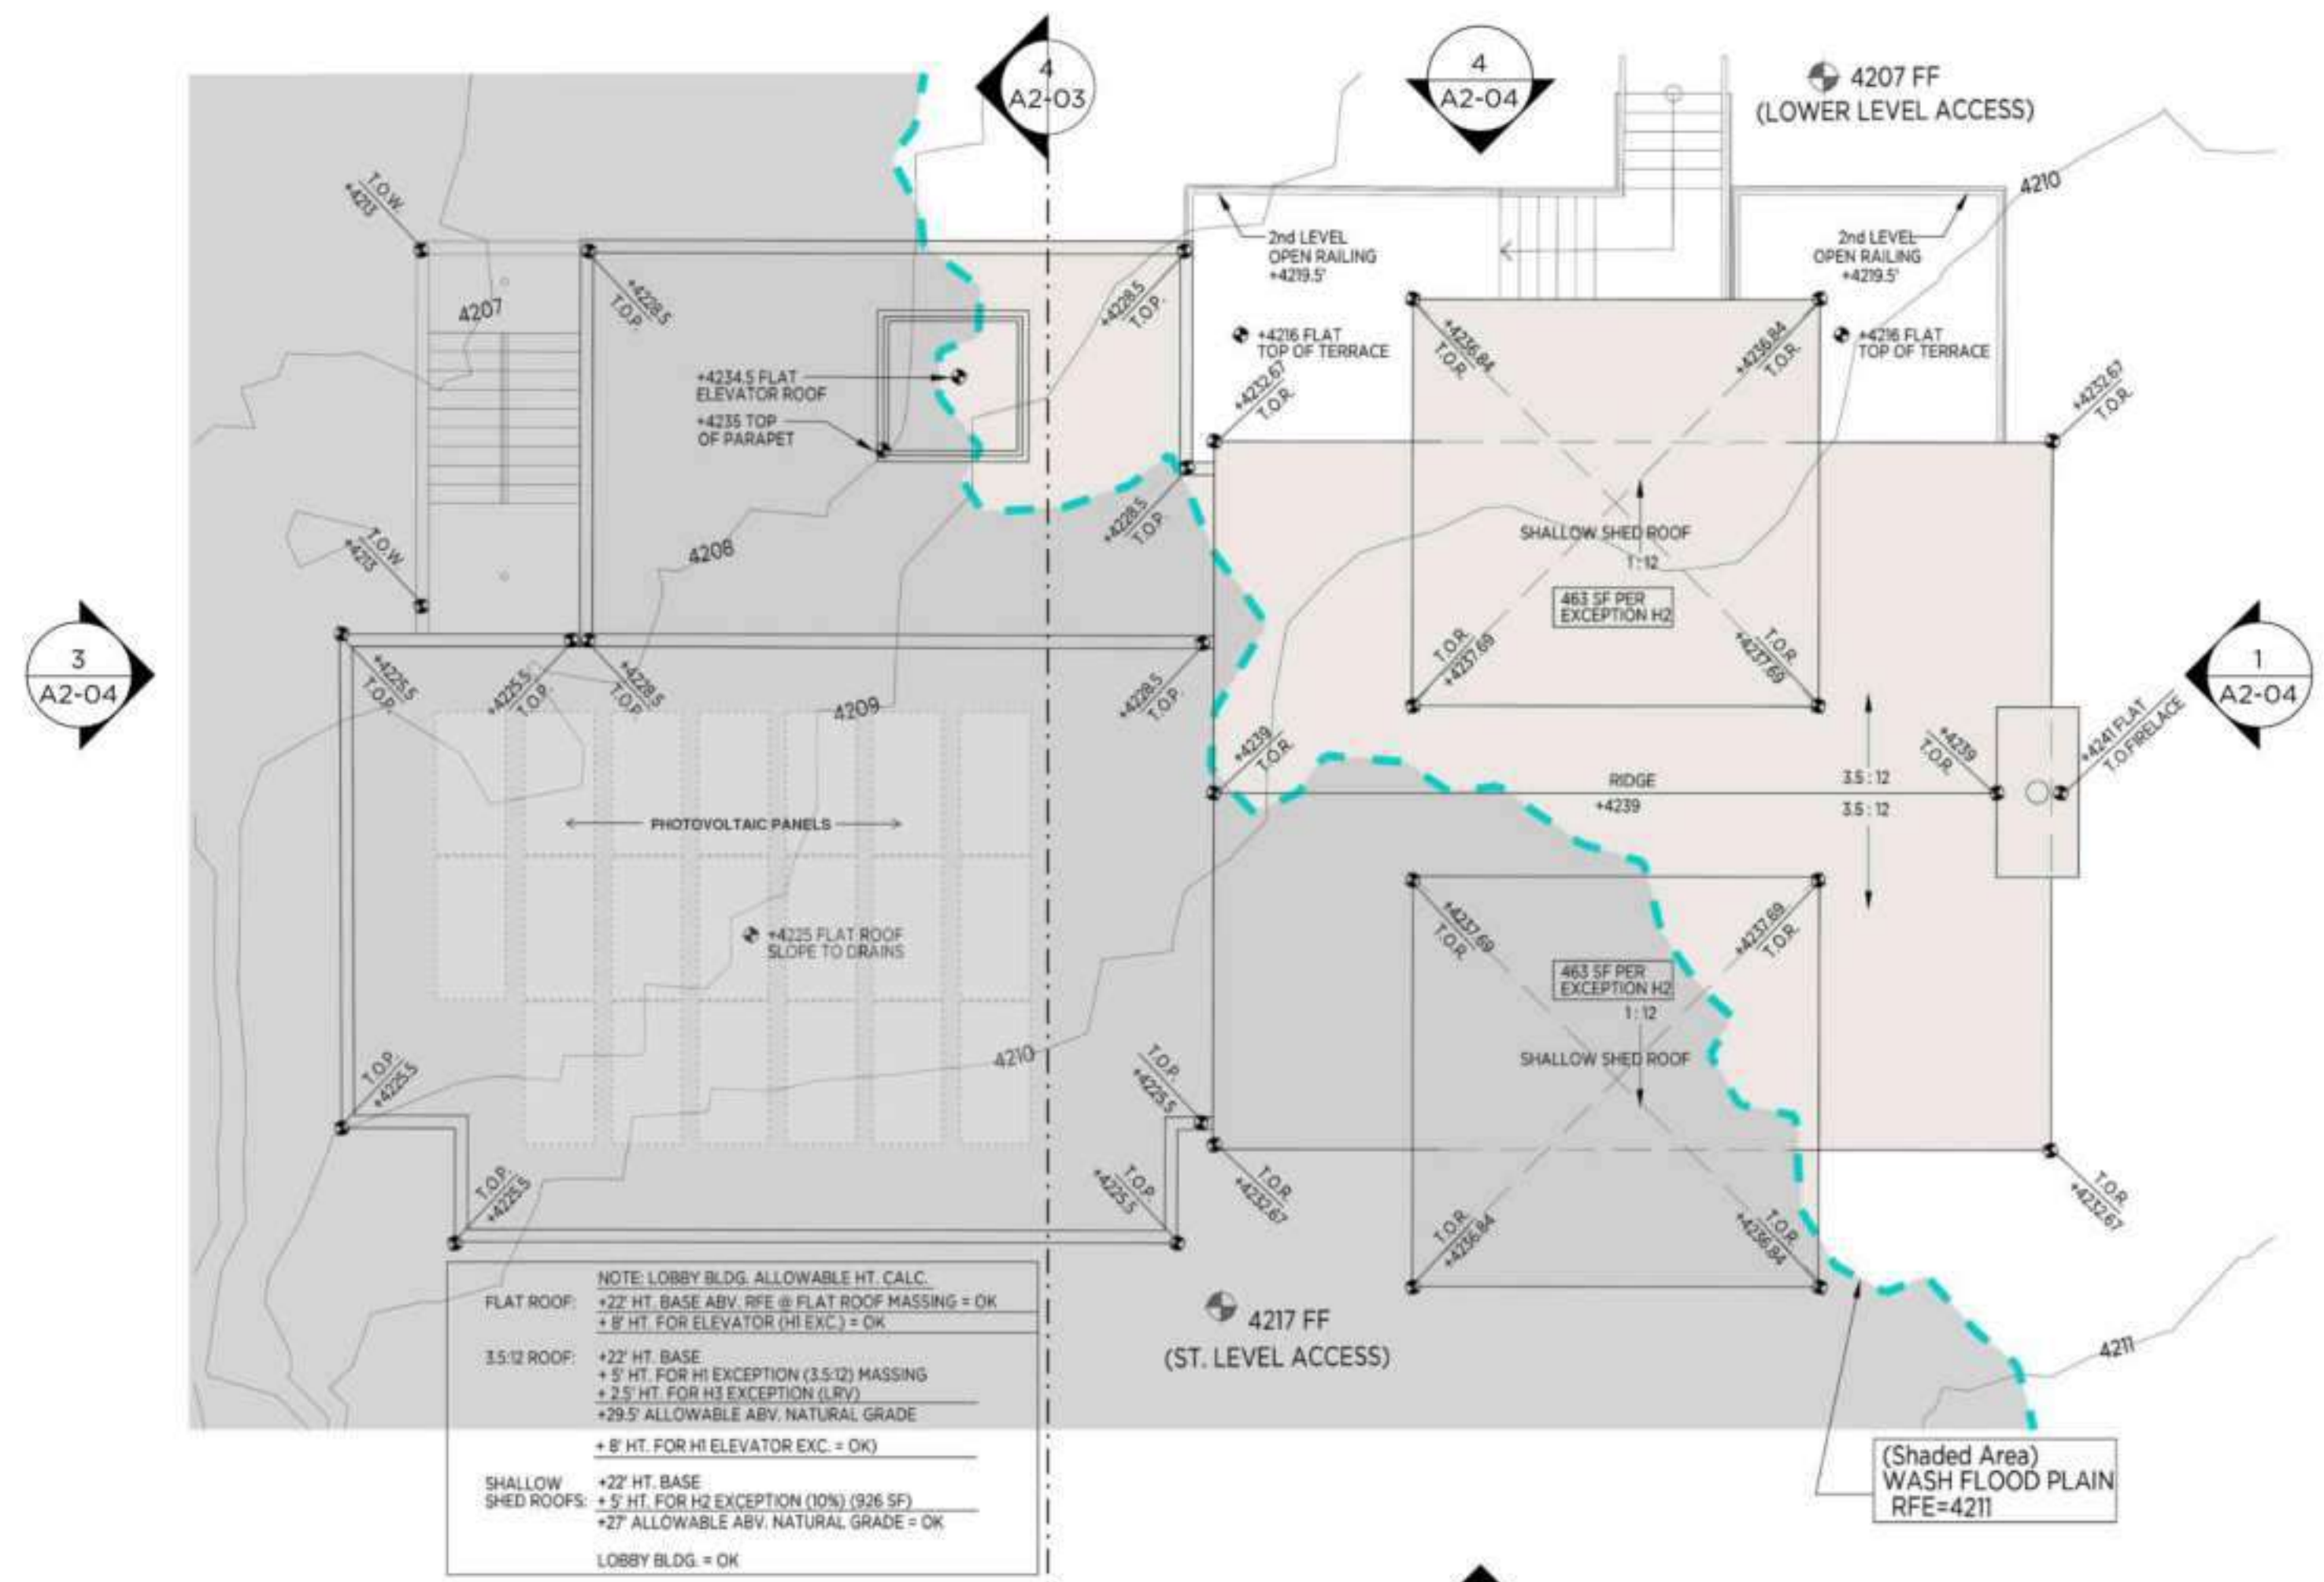 4
A2-03
4
A2-04
4207 FF
(LOWER LEVEL ACCESS)
4210
T.O.W.
+4213
2nd LEVEL
OPEN RAILING
+4219.5'
2nd LEVEL
OPEN RAILING
+4219.5'
4207
+4228.5
T.O.P.
+4228.5
T.O.P.
+4216 FLAT
TOP OF TERRACE
+4216 FLAT
TOP OF TERRACE
+4236.84
T.O.R.
+4236.84
T.O.R.
+4234.5 FLAT
ELEVATOR ROOF
+4235 TOP
OF PARAPET
+4232.67
T.O.R.
+4232.67
T.O.R.
T.O.W
+4213
4208
+4228.5
T.O.P.
SHALLOW SHED ROOF
1:12
463 SF PER
EXCEPTION H2
3
A2-04
+4225.5
T.O.P.
+4225.5
T.O.P.
+4228.5
T.O.P.
+4228.5
T.O.P.
T.O.R.
+4237.69
T.O.R.
+4237.69
1
A2-04
4209
+4239
T.O.R.
+4239
T.O.R.
+4241 FLAT
T.O.FIRELACE
RIDGE
+4239
3.5 : 12
3.5 : 12
PHOTOVOLTAIC PANELS
+4225 FLAT ROOF
SLOPE TO DRAINS
+4237.69
T.O.R.
+4237.69
T.O.R.
463 SF PER
EXCEPTION H2
1:12
SHALLOW SHED ROOF
4210
T.O.P.
+4225.5
T.O.P.
+4225.5
T.O.P.
+4225.5
T.O.P.
+4225.5
T.O.R.
+4232.67
T.O.R.
+4236.84
T.O.R
+4236.84
T.O.R.
+4232.67
NOTE: LOBBY BLDG. ALLOWABLE HT. CALC.
FLAT ROOF: +22' HT. BASE ABV. RFE @ FLAT ROOF MASSING = OK
+ 8' HT. FOR ELEVATOR (H1 EXC.) = OK
3.5:12 ROOF: +22' HT. BASE
+ 5' HT. FOR H1 EXCEPTION (3.5:12) MASSING
+ 2.5' HT. FOR H3 EXCEPTION (LRV)
+29.5' ALLOWABLE ABV. NATURAL GRADE
+ 8' HT. FOR H1 ELEVATOR EXC. = OK)
SHALLOW +22' HT. BASE
SHED ROOFS: + 5' HT. FOR H2 EXCEPTION (10%) (926 SF)
+27' ALLOWABLE ABV. NATURAL GRADE = OK
LOBBY BLDG. = OK
4217 FF
(ST. LEVEL ACCESS)
4211
(Shaded Area)
WASH FLOOD PLAIN
RFE=4211